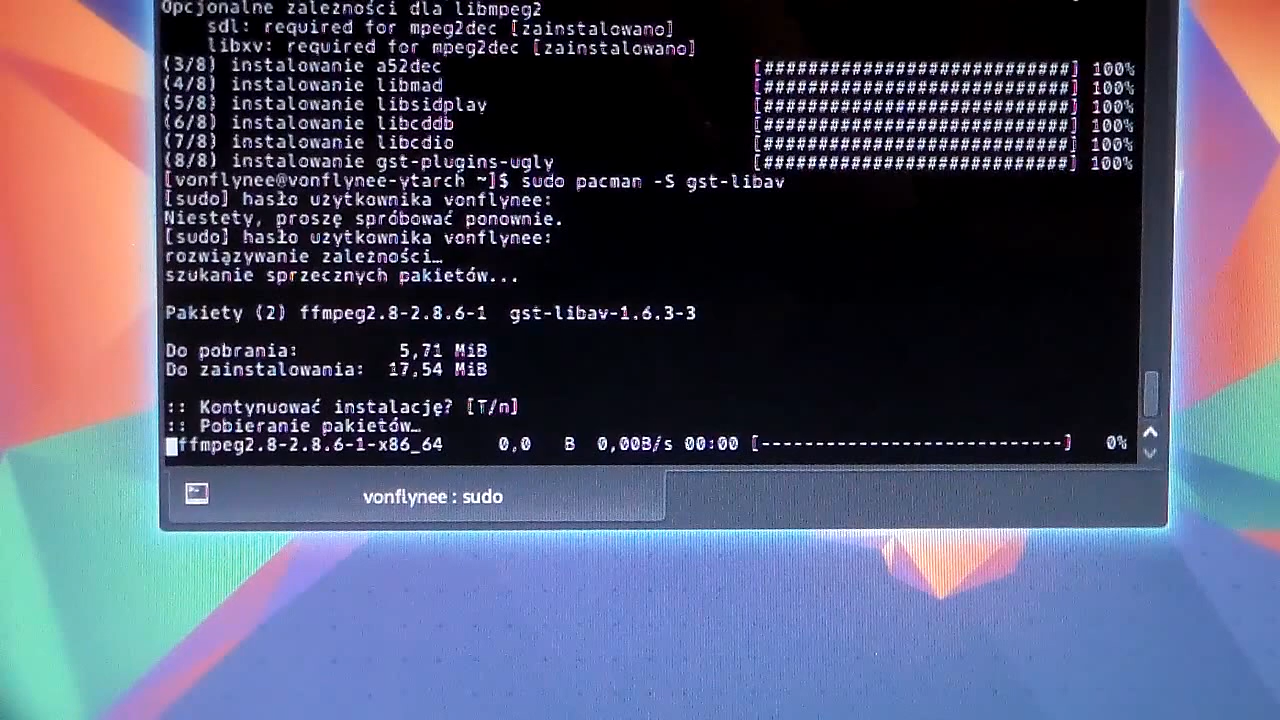 Opcjonalne zależności dla libmpeg2
sdl: required for mpeg2dec [zainstalowano]
libxv: required for mpeg2dec [zainstalowano]
(3/8) instalowanie a52dec [############################] 100%
(4/8) instalowanie libmad [############################] 100%
(5/8) instalowanie libsidplay [############################] 100%
(6/8) instalowanie libcddb [############################] 100%
(7/8) instalowanie libcdio [############################] 100%
(8/8) instalowanie gst-plugins-ugly [############################] 100%
[vonflynee@vonflynee-ytarch ~]$ sudo pacman -S gst-libav
[sudo] hasło użytkownika vonflynee:
Niestety, proszę spróbować ponownie.
[sudo] hasło użytkownika vonflynee:
rozwiązywanie zależności…
szukanie sprzecznych pakietów...
Pakiety (2) ffmpeg2.8-2.8.6-1 gst-libav-1.6.3-3
Do pobrania: 5,71 MiB
Do zainstalowania: 17,54 MiB
:: Kontynuować instalację? [T/n]
:: Pobieranie pakietów…
ffmpeg2.8-2.8.6-1-x86_64 0,0 B 0,00B/s 00:00 [----------------------------] 0%
vonflynee : sudo